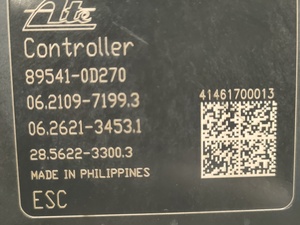 Ate
Controller
89541-0D270
06.2109-7199.3
41461700013
06.2621-3453.1
28.5622-3300.3
MADE IN PHILIPPINES
ESC